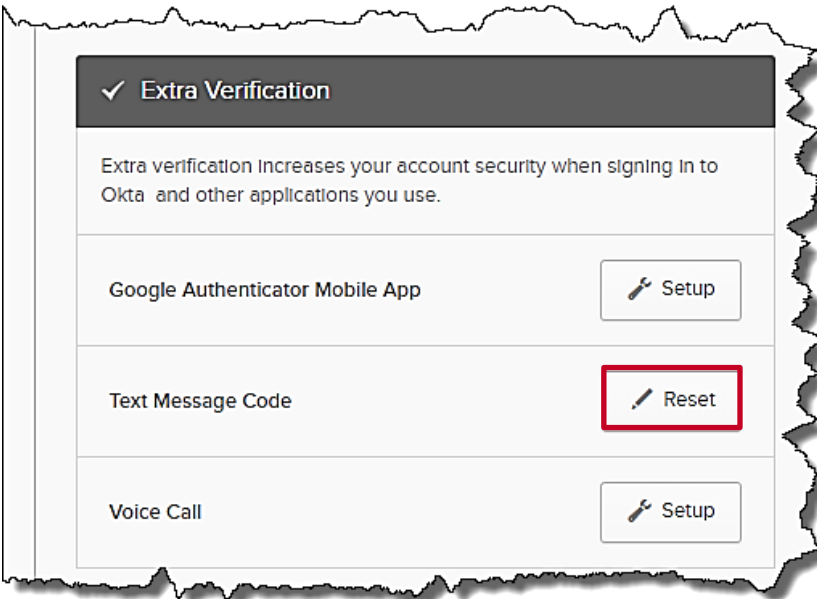 Extra Verification
Extra verification increases your account security when signing in to
Okta and other applications you use.
Google Authenticator Mobile App
Setup
Text Message Code
Reset
Voice Call
Setup